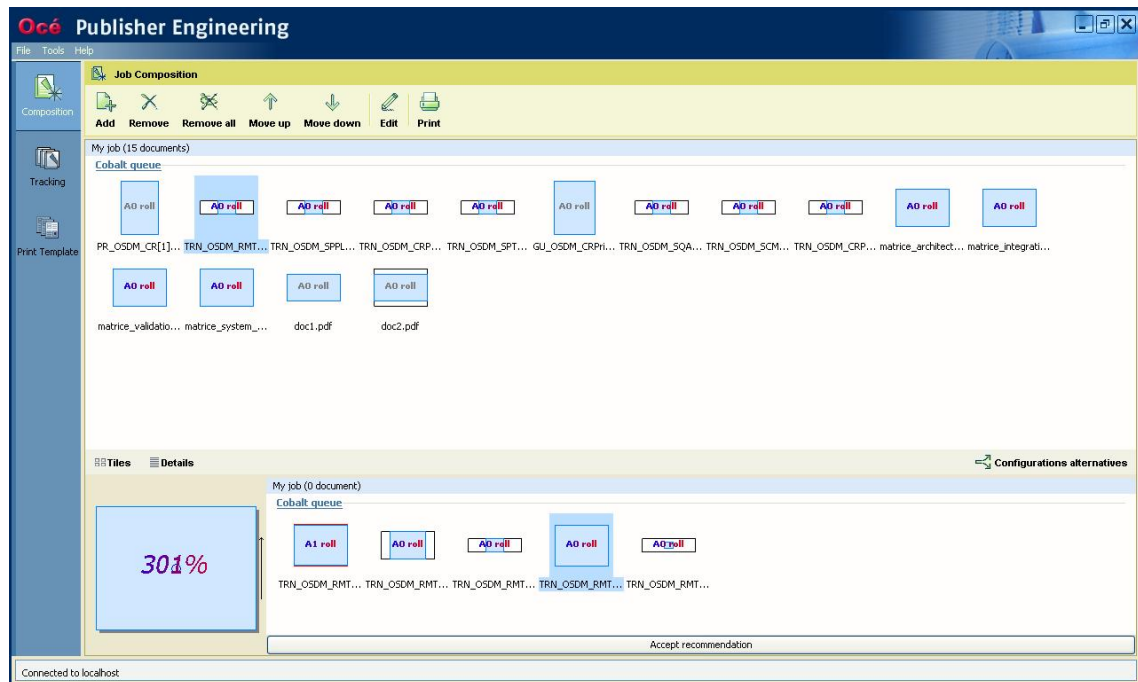 Océ Publisher Engineering
File Tools Help
Job Composition
Composition
Add Remove Remove all Move up Move down Edit Print
My job (15 documents)
Cobalt queue
Tracking
A0 roll A0 roll A0 roll A0 roll A0 roll A0 roll A0 roll A0 roll A0 roll A0 roll A0 roll
Print Template
PR_OSDM_CR[1]... TRN_OSDM_RMT... TRN_OSDM_SPPL... TRN_OSDM_CRP... TRN_OSDM_SPT... GU_OSDM_CRPri... TRN_OSDM_SQA... TRN_OSDM_SCM... TRN_OSDM_CRP... matrice_architect... matrice_integrati...
A0 roll A0 roll A0 roll A0 roll
matrice_validatio... matrice_system_... doc1.pdf doc2.pdf
Tiles Details Configurations alternatives
My job (0 document)
Cobalt queue
301%
A1 roll A0 roll A0 roll A0 roll A0 roll
TRN_OSDM_RMT... TRN_OSDM_RMT... TRN_OSDM_RMT... TRN_OSDM_RMT... TRN_OSDM_RMT...
Accept recommendation
Connected to localhost